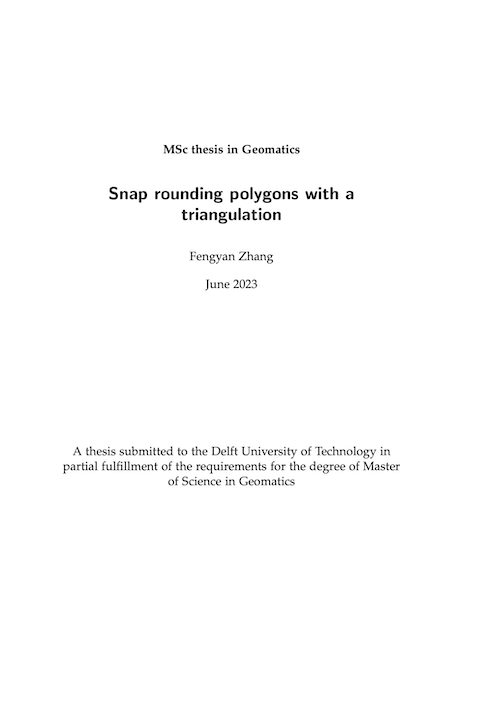 MSc thesis in Geomatics
Snap rounding polygons with a
triangulation
Fengyan Zhang
June 2023
A thesis submitted to the Delft University of Technology in
partial fulfillment of the requirements for the degree of Master
of Science in Geomatics